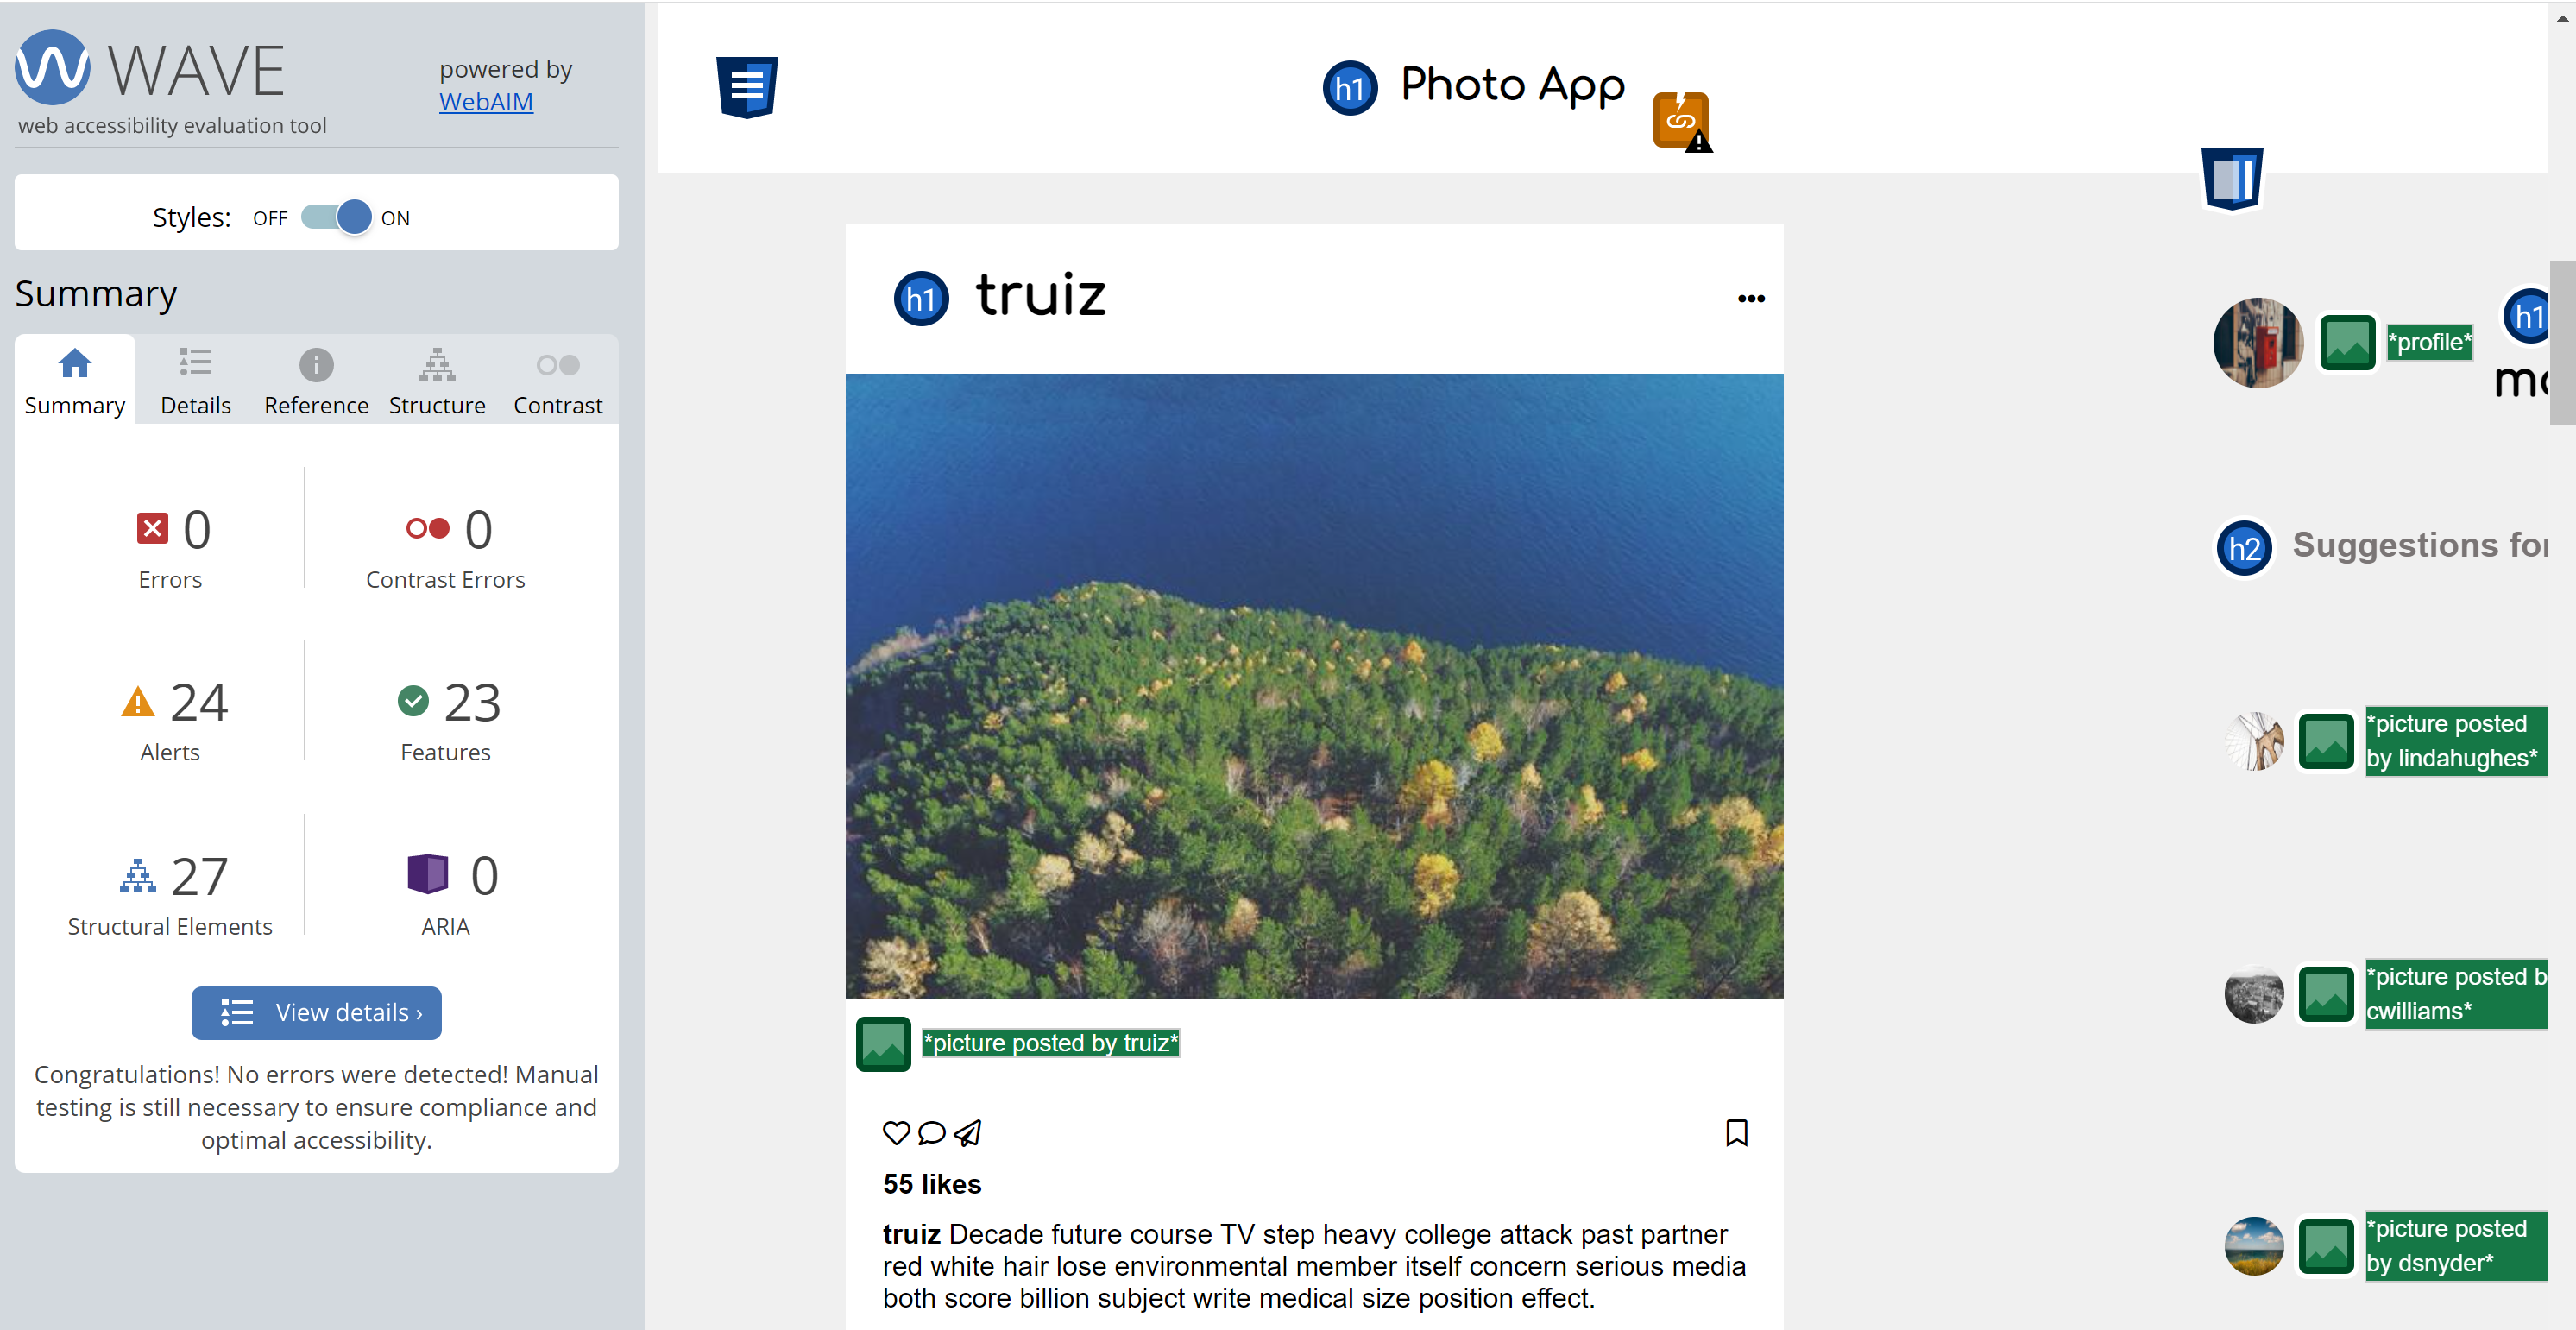 WAVE
powered by
WebAIM
web accessibility evaluation tool
Styles: OFF ON
Summary
Summary Details Reference Structure Contrast
0 0
Errors Contrast Errors
24 23
Alerts Features
27 0
Structural Elements ARIA
View details ›
Congratulations! No errors were detected! Manual
testing is still necessary to ensure compliance and
optimal accessibility.
h1 Photo App
h1 truiz
*picture posted by truiz*
55 likes
truiz Decade future course TV step heavy college attack past partner
red white hair lose environmental member itself concern serious media
both score billion subject write medical size position effect.
*profile*
h1
h2 Suggestions for
*picture posted
by lindahughes*
*picture posted b
cwilliams*
*picture posted
by dsnyder*